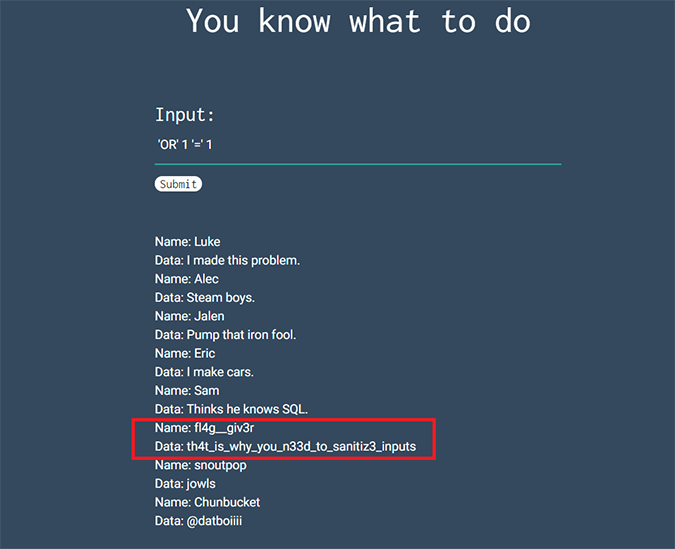 You know what to do
Input:
'OR' 1 '=' 1
Submit
Name: Luke
Data: I made this problem.
Name: Alec
Data: Steam boys.
Name: Jalen
Data: Pump that iron fool.
Name: Eric
Data: I make cars.
Name: Sam
Data: Thinks he knows SQL.
Name: fl4g__giv3r
Data: th4t_is_why_you_n33d_to_sanitiz3_inputs
Name: snoutpop
Data: jowls
Name: Chunbucket
Data: @datboiiii